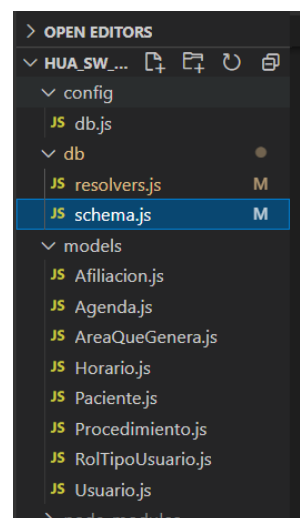 OPEN EDITORS
HUA_SW_...
config
JS db.js
db
JS resolvers.js M
JS schema.js M
models
JS Afiliacion.js
JS Agenda.js
JS AreaQueGenera.js
JS Horario.js
JS Paciente.js
JS Procedimiento.js
JS RolTipoUsuario.js
JS Usuario.js
node_modules